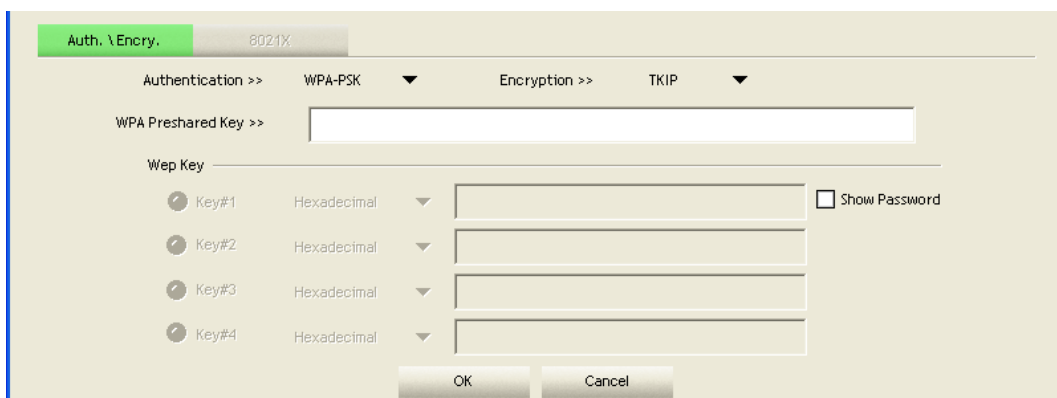 Auth. \ Encry. 8021X
Authentication >> WPA-PSK Encryption >> TKIP
WPA Preshared Key >>
Wep Key
Key#1 Hexadecimal Show Password
Key#2 Hexadecimal
Key#3 Hexadecimal
Key#4 Hexadecimal
OK Cancel